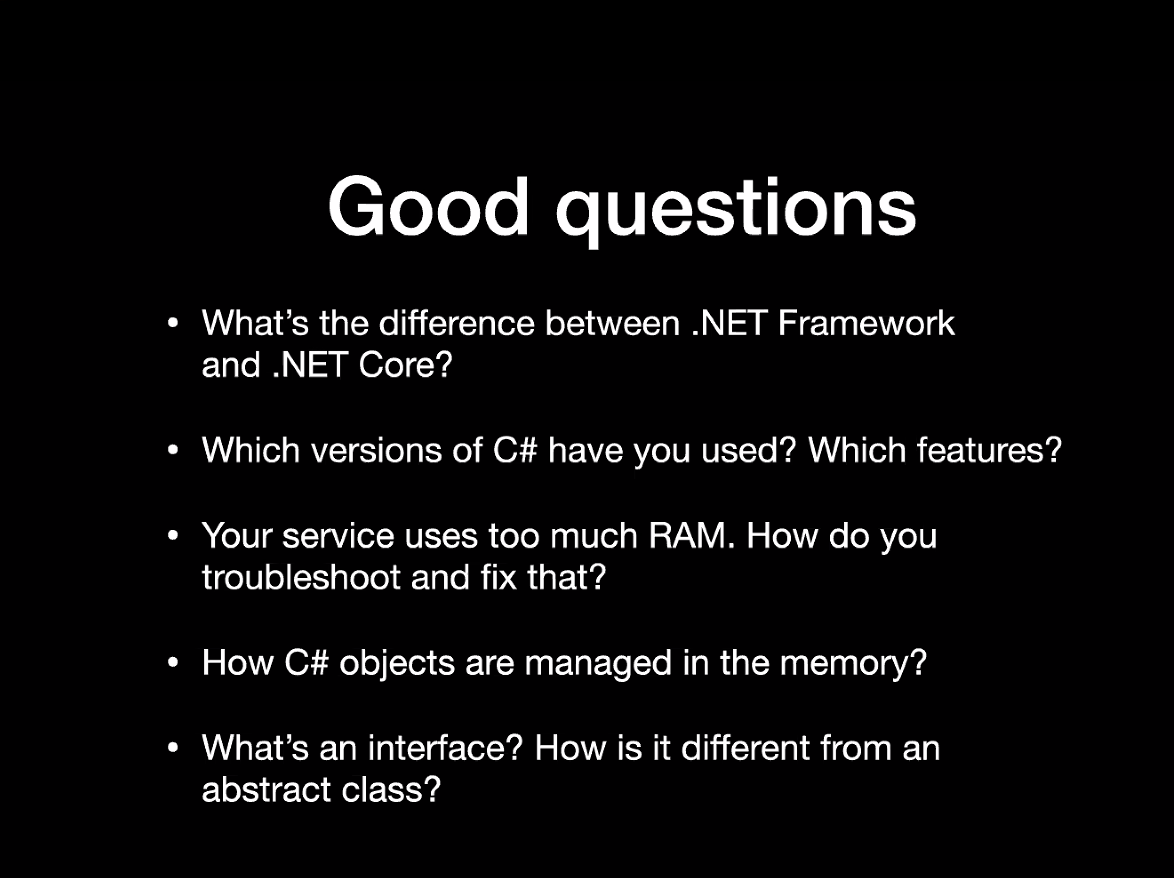 Good questions
• What’s the difference between .NET Framework
and .NET Core?
• Which versions of C# have you used? Which features?
• Your service uses too much RAM. How do you
troubleshoot and fix that?
• How C# objects are managed in the memory?
• What’s an interface? How is it different from an
abstract class?